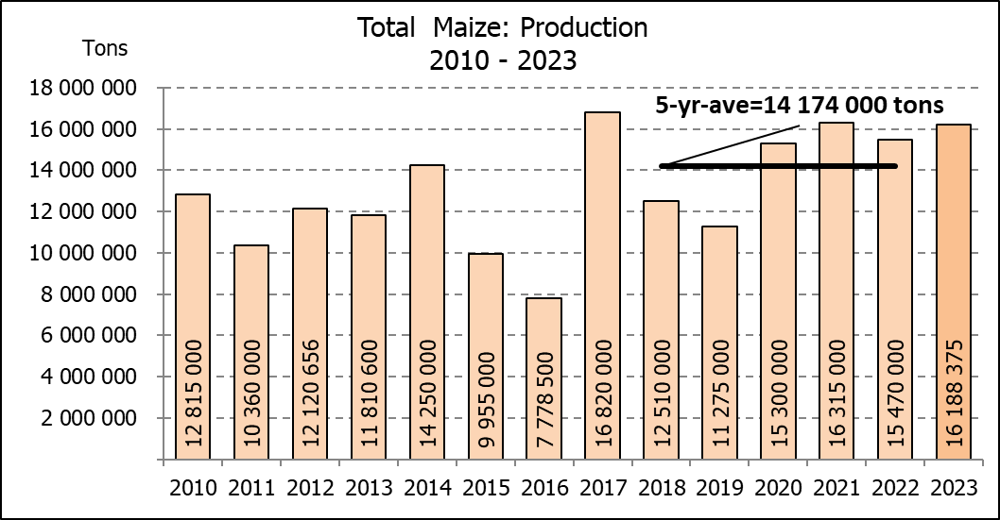 Total  Maize: Production
2010 - 2023
Tons
5-yr-ave=14 174 000 tons
18 000 000
16 000 000
14 000 000
12 000 000
10 000 000
8 000 000
6 000 000
4 000 000
2 000 000
12 815 000
10 360 000
12 120 656
11 810 600
14 250 000
9 955 000
7 778 500
16 820 000
12 510 000
11 275 000
15 300 000
16 315 000
15 470 000
16 188 375
2010 2011 2012 2013 2014 2015 2016 2017 2018 2019 2020 2021 2022 2023